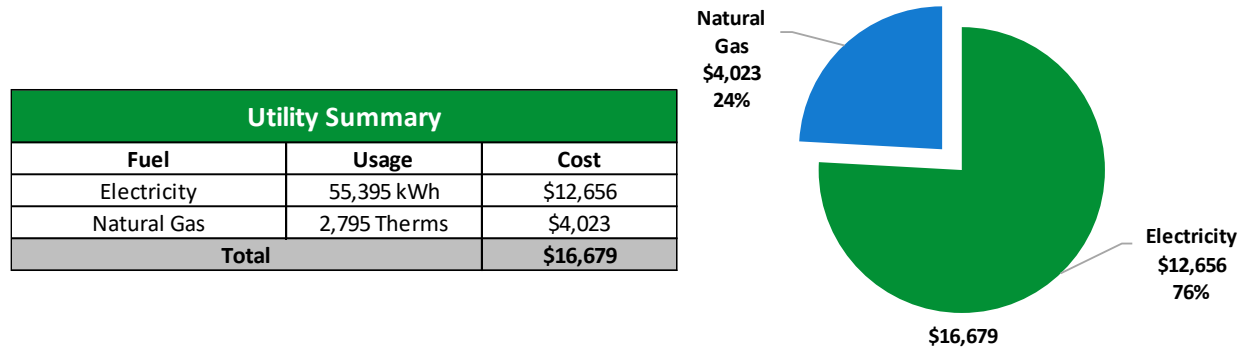 Utility Summary
Fuel Usage Cost
Electricity 55,395 kWh $12,656
Natural Gas 2,795 Therms $4,023
Total $16,679
Natural
Gas
$4,023
24%
Electricity
$12,656
76%
$16,679